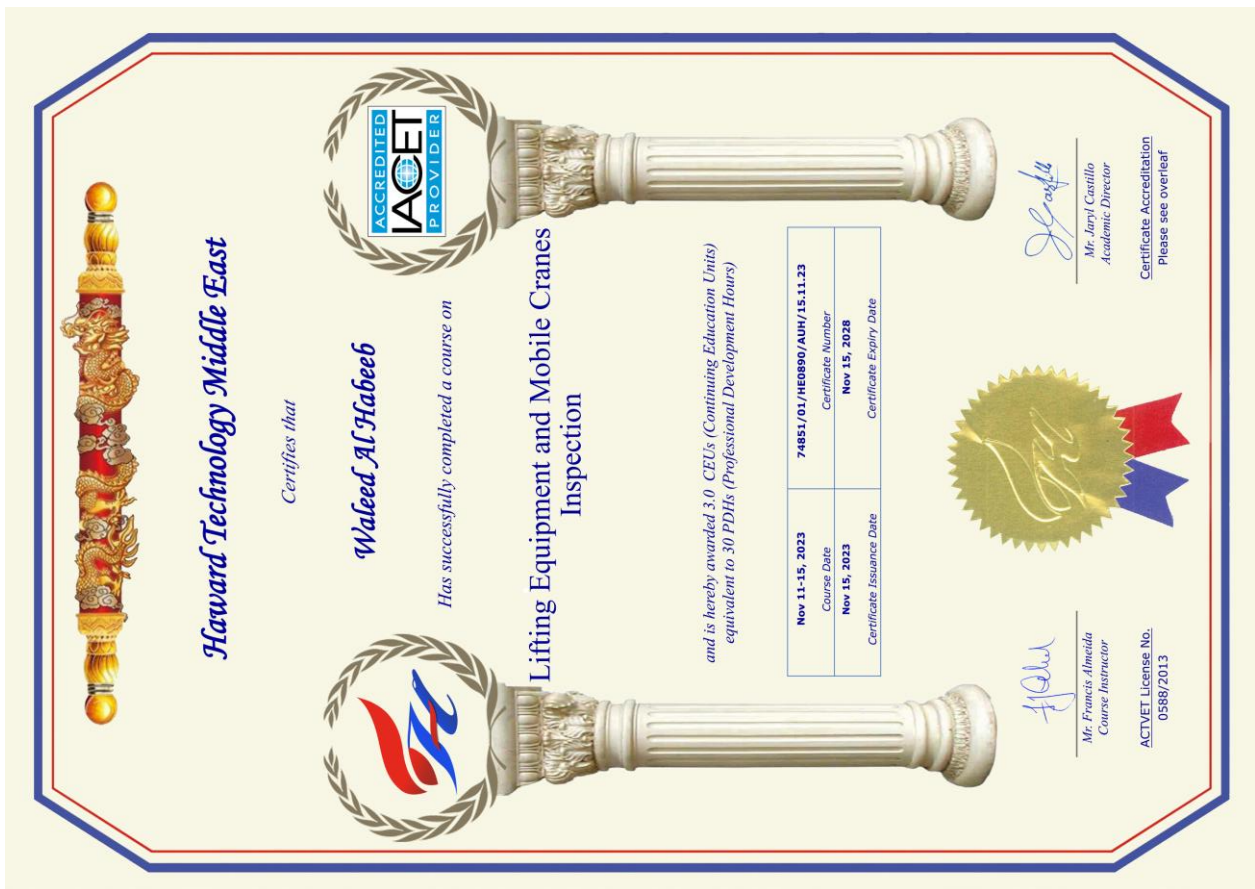 ACCREDITED
IACET
PROVIDER
Haward Technology Middle East
Certifies that
Waleed Al Habeeb
Has successfully completed a course on
Lifting Equipment and Mobile Cranes
Inspection
and is hereby awarded 3.0 CEUs (Continuing Education Units)
equivalent to 30 PDHs (Professional Development Hours)
Nov 11-15, 2023 74851/01/HE0890/AUH/15.11.23
Course Date Certificate Number
Nov 15, 2023 Nov 15, 2028
Certificate Issuance Date Certificate Expiry Date
Mr. Francis Almeida
Course Instructor
ACTVET License No.
0588/2013
Mr. Jaryl Castillo
Academic Director
Certificate Accreditation
Please see overleaf